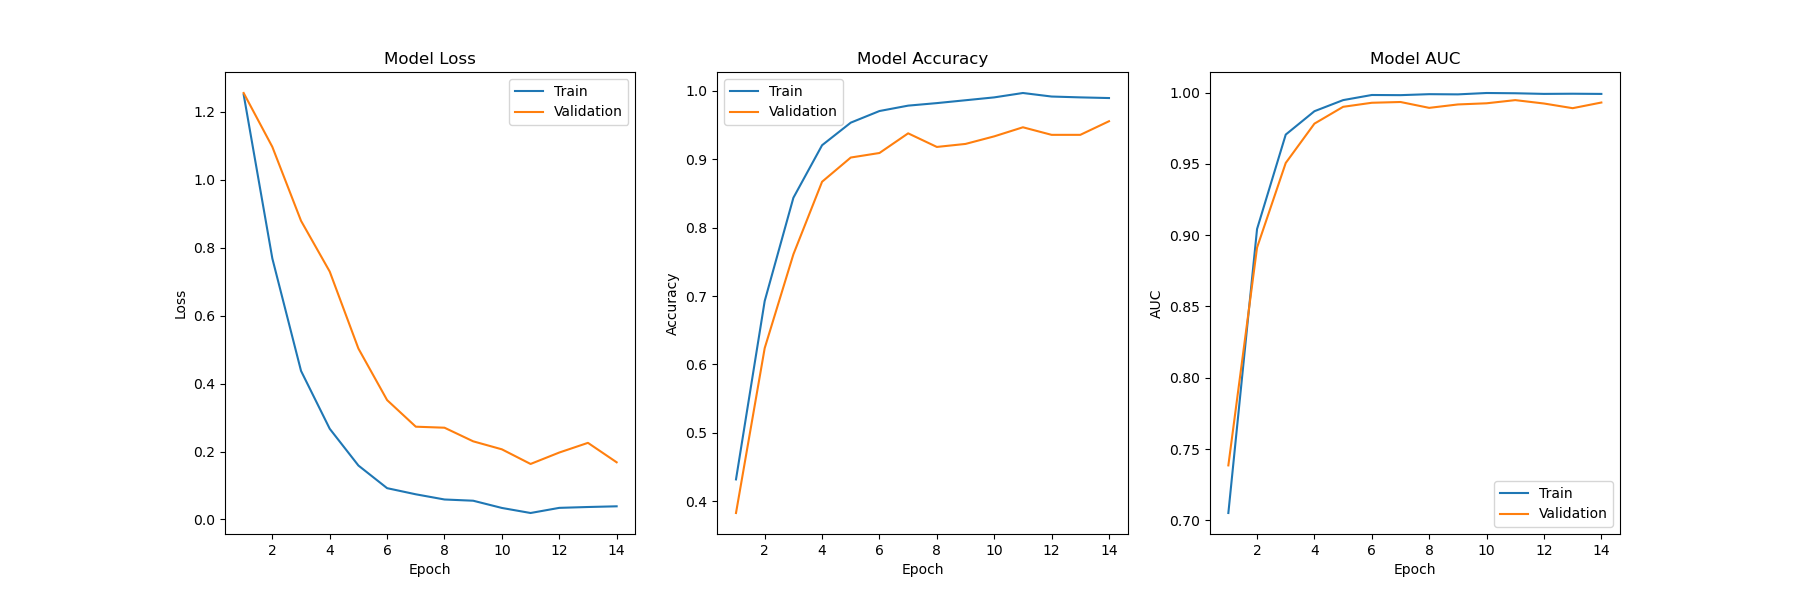 Model Loss
Train
Validation
1.2
1.0
0.8
0.6
0.4
0.2
0.0
Loss
2 4 6 8 10 12 14
Epoch
Model Accuracy
Train
Validation
1.0
0.9
0.8
0.7
0.6
0.5
0.4
Accuracy
2 4 6 8 10 12 14
Epoch
Model AUC
1.00
0.95
0.90
0.85
0.80
0.75
0.70
AUC
Train
Validation
2 4 6 8 10 12 14
Epoch